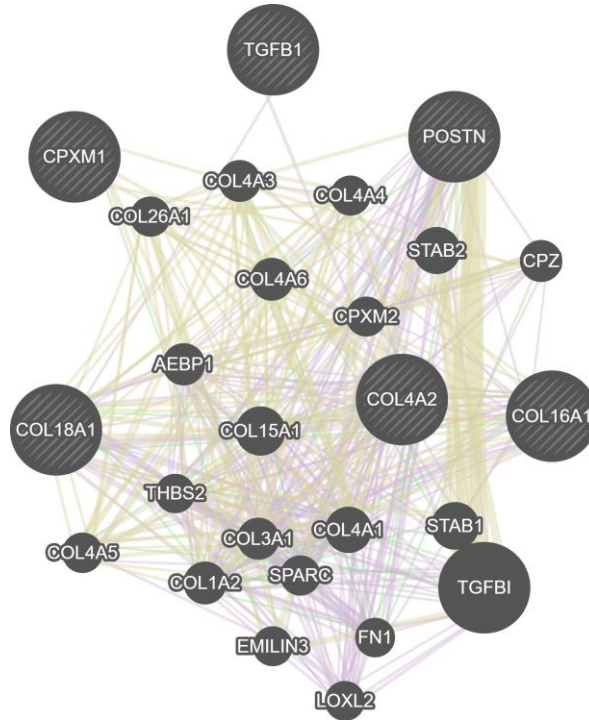 TGFB1
CPXM1
POSTN
COL4A3
COL4A4
COL26A1
STAB2
CPZ
COL4A6
CPXM2
AEBP1
COL4A2
COL18A1
COL15A1
COL16A1
THBS2
COL4A5
COL3A1
COL4A1
STAB1
COL1A2
SPARC
TGFBI
EMILIN3
FN1
LOXL2